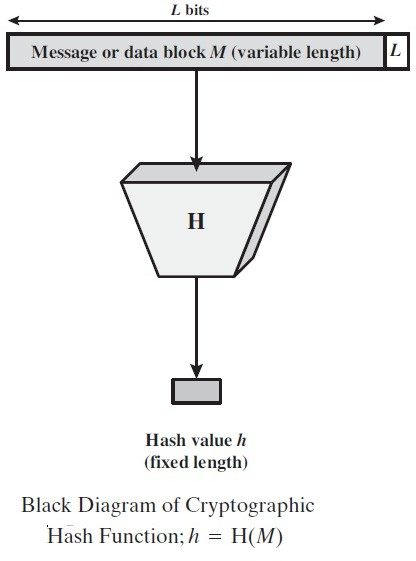 L bits
Message or data block M (variable length) L
H
Hash value h
(fixed length)
Black Diagram of Cryptographic
Hash Function; h = H(M)